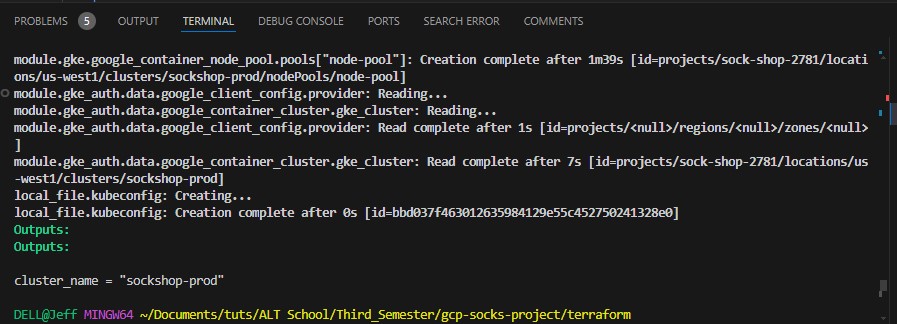 PROBLEMS 5 OUTPUT TERMINAL DEBUG CONSOLE PORTS SEARCH ERROR COMMENTS
module.gke.google_container_node_pool.pools["node-pool"]: Creation complete after 1m39s [id=projects/sock-shop-2781/locati
ons/us-west1/clusters/sockshop-prod/nodePools/node-pool]
module.gke_auth.data.google_client_config.provider: Reading...
module.gke_auth.data.google_container_cluster.gke_cluster: Reading...
module.gke_auth.data.google_client_config.provider: Read complete after 1s [id=projects/<null>/regions/<null>/zones/<null>
]
module.gke_auth.data.google_container_cluster.gke_cluster: Read complete after 7s [id=projects/sock-shop-2781/locations/us
-west1/clusters/sockshop-prod]
local_file.kubeconfig: Creating...
local_file.kubeconfig: Creation complete after 0s [id=bbd037f463012635984129e55c452750241328e0]
Outputs:
Outputs:
cluster_name = "sockshop-prod"
DELL@Jeff MINGW64 ~/Documents/tuts/ALT School/Third_Semester/gcp-socks-project/terraform